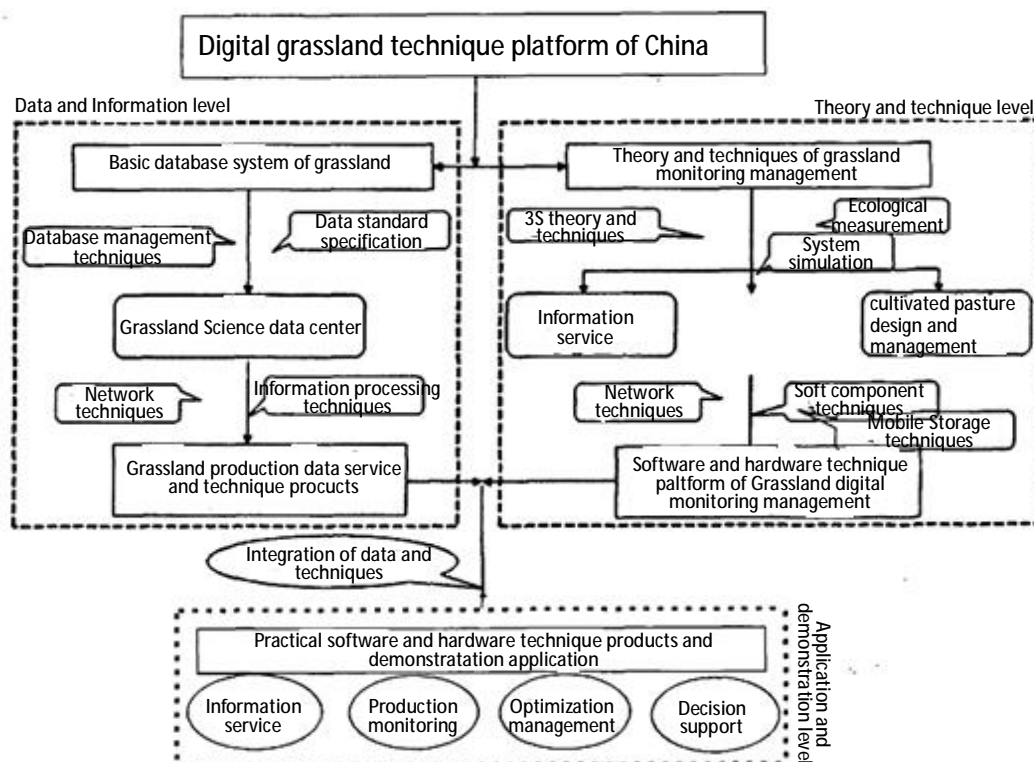 Digital grassland technique platform of China
Data and Information level
Theory and technique level
Basic database system of grassland
Theory and techniques of grassland
monitoring management
Database management
techniques
Data standard
specification
3S theory and
techniques
Ecological
measurement
System
simulation
Grassland Science data center
Information
service
cultivated pasture
design and
management
Network
techniques
Information processing
techniques
Network
techniques
Soft component
techniques
Mobile Storage
techniques
Grassland production data service
and technique procucts
Software and hardware technique
paltform of Grassland digital
monitoring management
Integration of data and
techniques
Practical software and hardware technique products and
demonstratation application
Information
service
Production
monitoring
Optimization
management
Decision
support
Application and
demonstration level